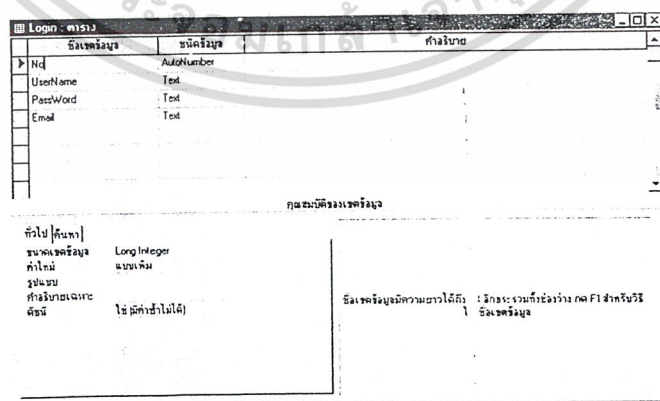 Login : ตาราง
ชื่อเขตข้อมูล ชนิดข้อมูล คำอธิบาย
No AutoNumber
UserName Text
PassWord Text
Email Text
คุณสมบัติของเขตข้อมูล
ทั่วไป ค้นหา
ขนาดเขตข้อมูล Long Integer
ค่าใหม่ แบบเพิ่ม
รูปแบบ
คำอธิบายเฉพาะ
ดัชนี ใช่ (มีค่าซ้ำไม่ได้)
ชื่อเขตข้อมูลมีความยาวได้ถึง อักขระ รวมทั้งช่องว่าง กด F1 สำหรับวิธี
ชื่อเขตข้อมูล